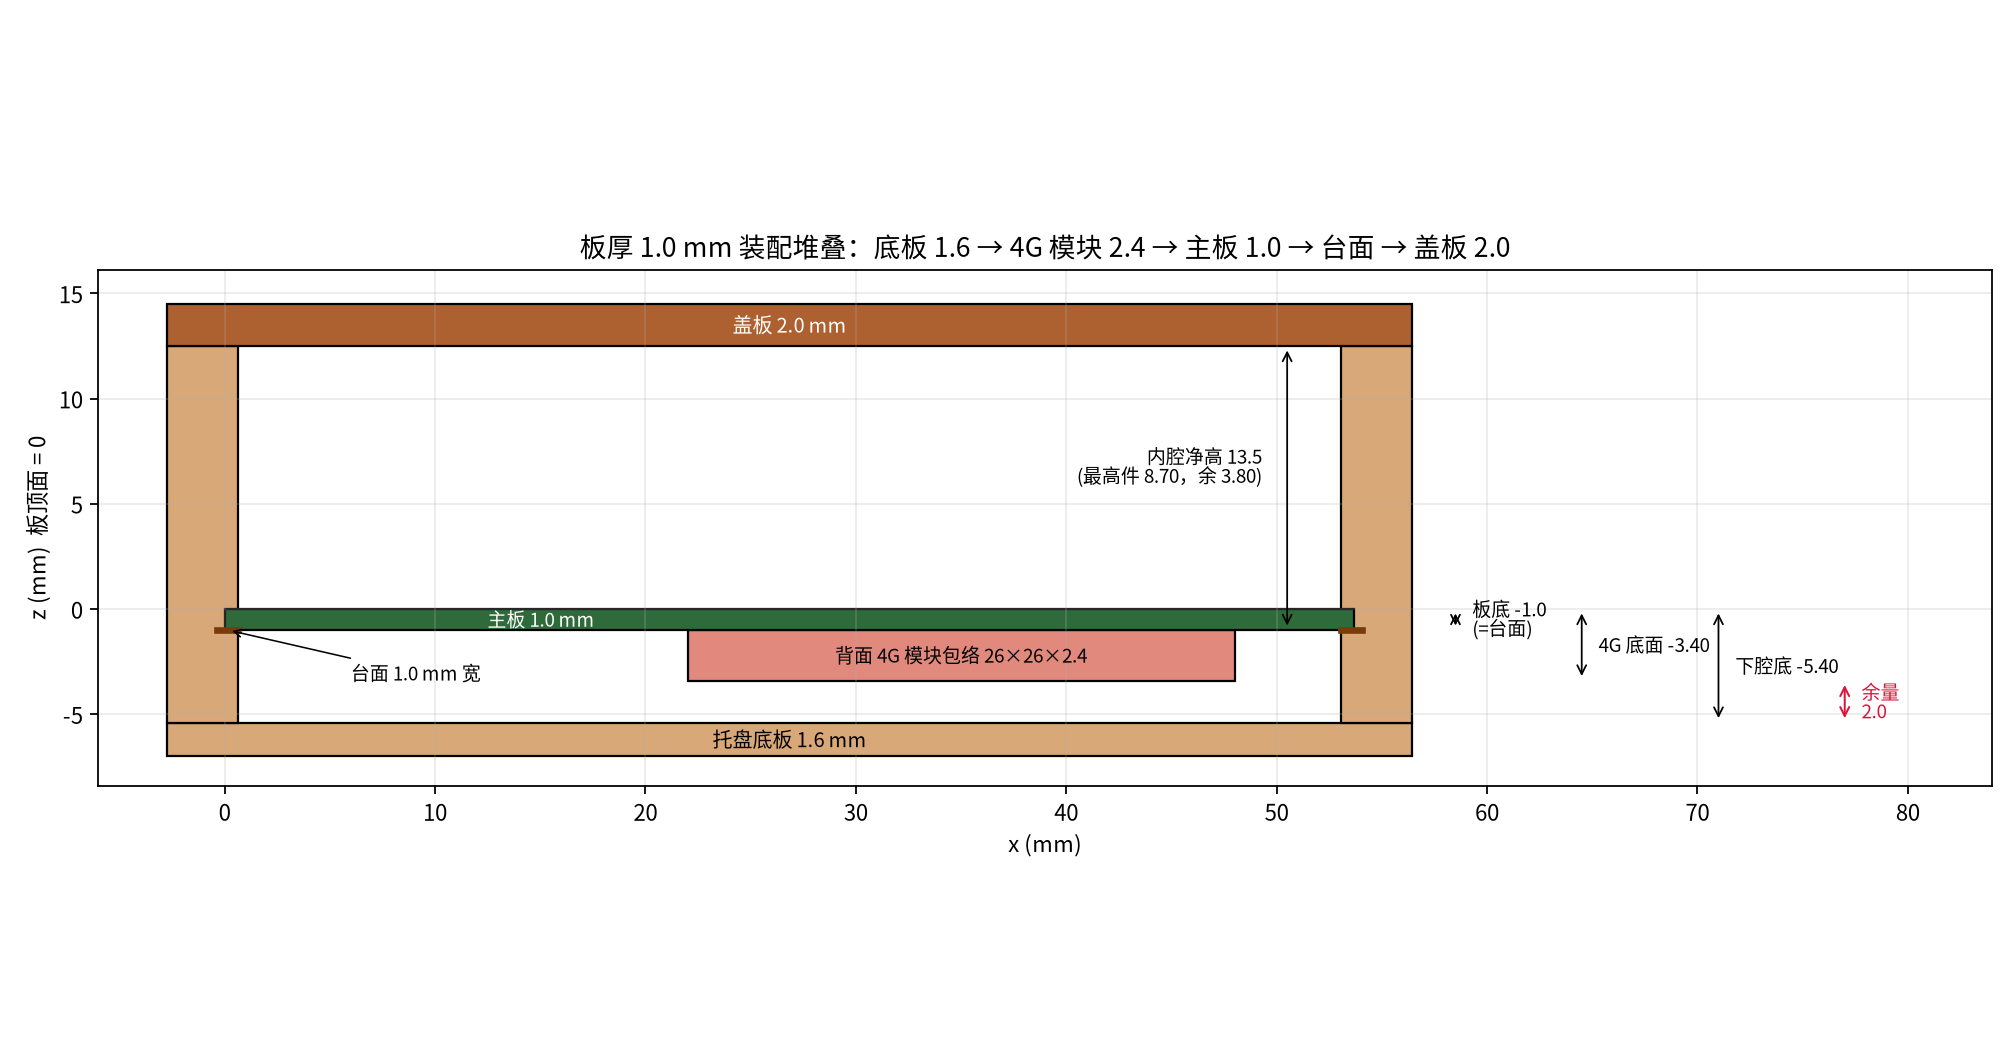 板厚 1.0 mm 装配堆叠：底板 1.6 → 4G 模块 2.4 → 主板 1.0 → 台面 → 盖板 2.0
z (mm)  板顶面 = 0
15
10
5
0
-5
盖板 2.0 mm
内腔净高 13.5
(最高件 8.70，余 3.80)
主板 1.0 mm
板底 -1.0
(=台面)
4G 底面 -3.40
背面 4G 模块包络 26×26×2.4
台面 1.0 mm 宽
下腔底 -5.40
余量
2.0
托盘底板 1.6 mm
0
10
20
30
40
50
60
70
80
x (mm)